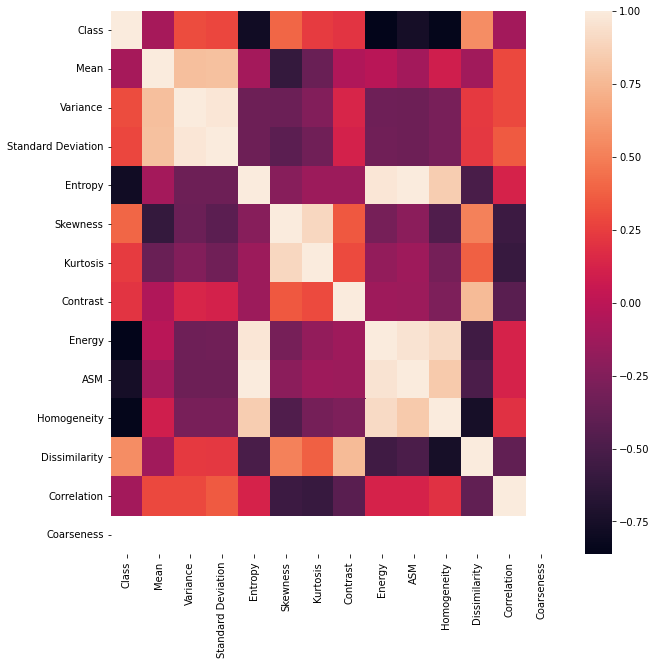 Class
Mean
Variance
Standard Deviation
Entropy
Skewness
Kurtosis
Contrast
Energy
ASM
Homogeneity
Dissimilarity
Correlation
Coarseness
Class
Mean
Variance
Standard Deviation
Entropy
Skewness
Kurtosis
Contrast
Energy
ASM
Homogeneity
Dissimilarity
Correlation
Coarseness
1.00
0.75
0.50
0.25
0.00
−0.25
−0.50
−0.75